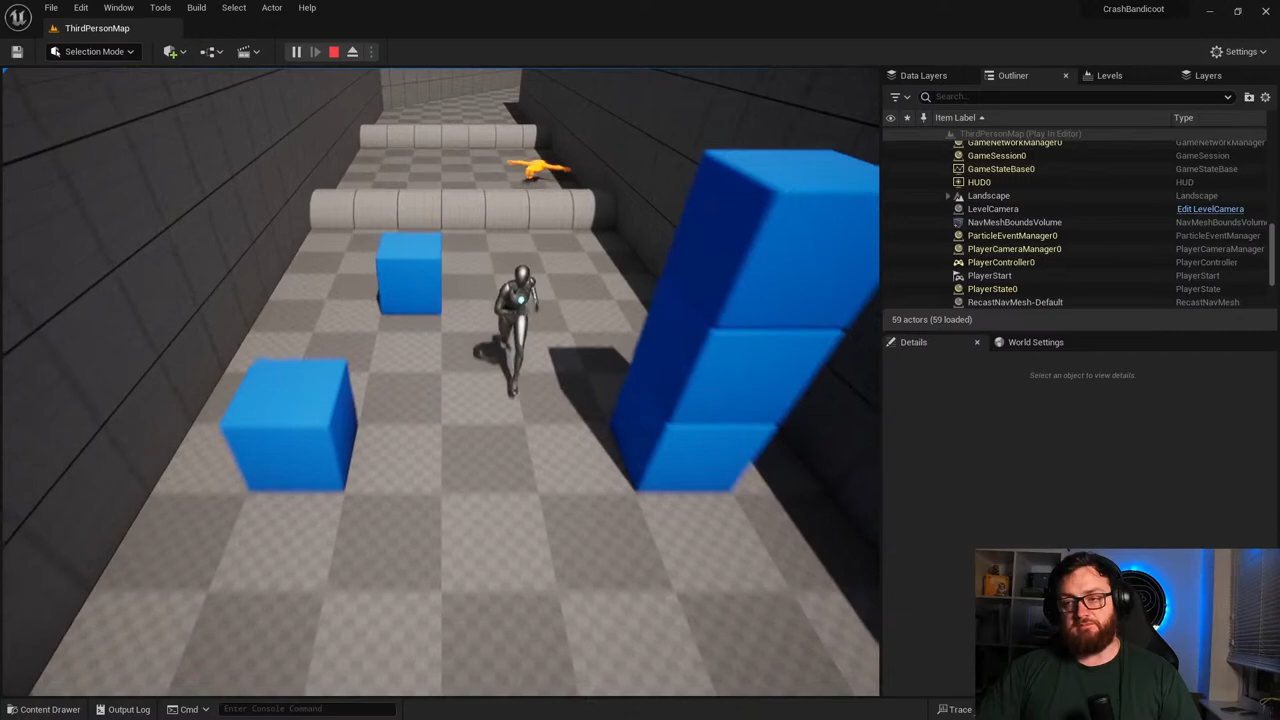 File Edit Window Tools Build Select Actor Help
CrashBandicoot
ThirdPersonMap
Selection Mode
Settings
Data Layers Outliner Levels Layers
Search...
Item Label Type
ThirdPersonMap (Play In Editor)
GameNetworkManager0 GameNetworkManager
GameSession0 GameSession
GameStateBase0 GameStateBase
HUD0 HUD
Landscape Landscape
LevelCamera Edit LevelCamera
NavMeshBoundsVolume NavMeshBoundsVolum
ParticleEventManager0 ParticleEventManager
PlayerCameraManager0 PlayerCameraManager
PlayerController0 PlayerController
PlayerStart PlayerStart
PlayerState0 PlayerState
RecastNavMesh-Default RecastNavMesh
59 actors (59 loaded)
Details World Settings
Select an object to view details.
Content Drawer Output Log Cmd Enter Console Command Trace